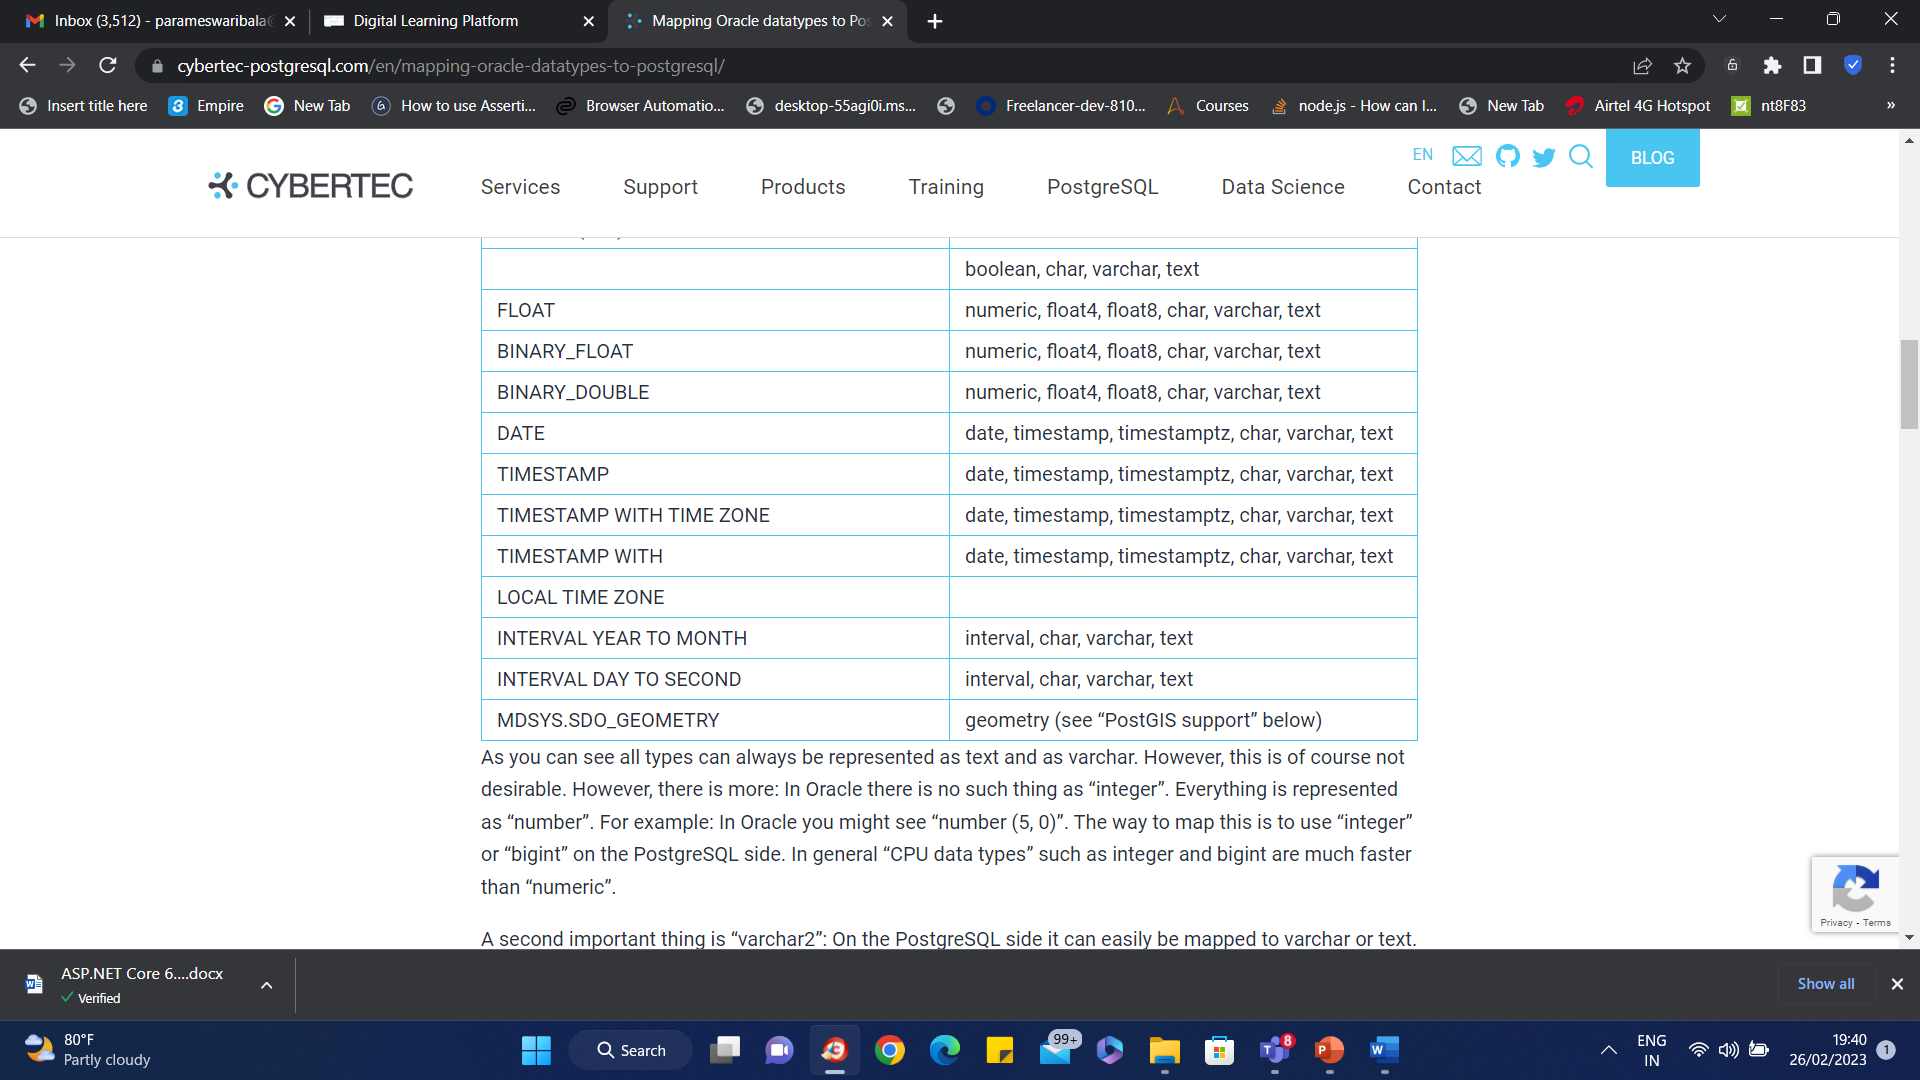 Inbox (3,512) - parameswaribala
Digital Learning Platform
Mapping Oracle datatypes to Pos
cybertec-postgresql.com/en/mapping-oracle-datatypes-to-postgresql/
Insert title here
Empire
New Tab
How to use Asserti...
Browser Automatio...
desktop-55agi0i.ms...
Freelancer-dev-810...
Courses
node.js - How can I...
New Tab
Airtel 4G Hotspot
nt8F83
»
CYBERTEC
Services
Support
Products
Training
PostgreSQL
Data Science
Contact
EN
BLOG
boolean, char, varchar, text
FLOAT numeric, float4, float8, char, varchar, text
BINARY_FLOAT numeric, float4, float8, char, varchar, text
BINARY_DOUBLE numeric, float4, float8, char, varchar, text
DATE date, timestamp, timestamptz, char, varchar, text
TIMESTAMP date, timestamp, timestamptz, char, varchar, text
TIMESTAMP WITH TIME ZONE date, timestamp, timestamptz, char, varchar, text
TIMESTAMP WITH date, timestamp, timestamptz, char, varchar, text
LOCAL TIME ZONE
INTERVAL YEAR TO MONTH interval, char, varchar, text
INTERVAL DAY TO SECOND interval, char, varchar, text
MDSYS.SDO_GEOMETRY geometry (see “PostGIS support” below)
As you can see all types can always be represented as text and as varchar. However, this is of course not
desirable. However, there is more: In Oracle there is no such thing as “integer”. Everything is represented
as “number”. For example: In Oracle you might see “number (5, 0)”. The way to map this is to use “integer”
or “bigint” on the PostgreSQL side. In general “CPU data types” such as integer and bigint are much faster
than “numeric”.
A second important thing is “varchar2”: On the PostgreSQL side it can easily be mapped to varchar or text.
Privacy - Terms
ASP.NET Core 6....docx
Verified
Show all
80°F
Partly cloudy
Search
99+
8
ENG
IN
19:40
26/02/2023
1